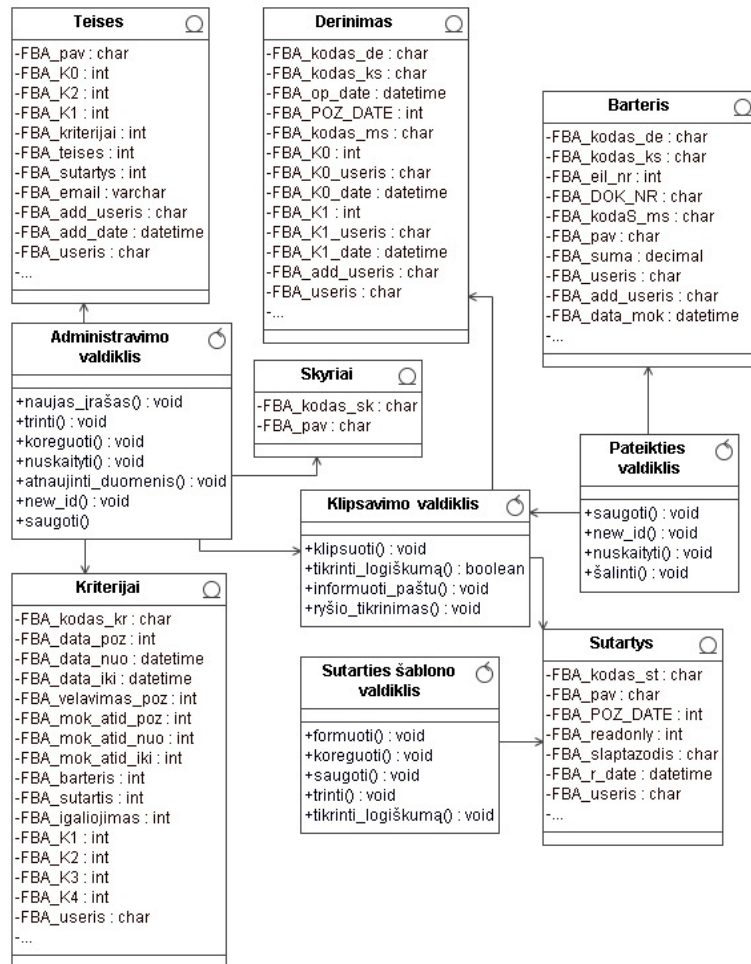 Teises
-FBA_pav : char
-FBA_K0 : int
-FBA_K2 : int
-FBA_K1 : int
-FBA_kriterijai : int
-FBA_teises : int
-FBA_sutartys : int
-FBA_email : varchar
-FBA_add_useris : char
-FBA_add_date : datetime
-FBA_useris : char
-...
Derinimas
-FBA_kodas_de : char
-FBA_kodas_ks : char
-FBA_op_date : datetime
-FBA_POZ_DATE : int
-FBA_kodas_ms : char
-FBA_K0 : int
-FBA_K0_useris : char
-FBA_K0_date : datetime
-FBA_K1 : int
-FBA_K1_useris : char
-FBA_K1_date : datetime
-FBA_add_useris : char
-FBA_useris : char
-...
Barteris
-FBA_kodas_de : char
-FBA_kodas_ks : char
-FBA_eil_nr : int
-FBA_DOK_NR : char
-FBA_kodaS_ms : char
-FBA_pav : char
-FBA_suma : decimal
-FBA_useris : char
-FBA_add_useris : char
-FBA_data_mok : datetime
-...
Administravimo
valdiklis
+naujas_įrašas() : void
+trinti() : void
+koreguoti() : void
+nuskaityti() : void
+atnaujinti_duomenis() : void
+new_id() : void
+saugoti()
Skyriai
-FBA_kodas_sk : char
-FBA_pav : char
Pateikties
valdiklis
+saugoti() : void
+new_id() : void
+nuskaityti() : void
+šalinti() : void
Klipsavimo valdiklis
+klipsuoti() : void
+tikrinti_logiškumą() : boolean
+informuoti_paštu() : void
+ryšio_tikrinimas() : void
Kriterijai
-FBA_kodas_kr : char
-FBA_data_poz : int
-FBA_data_nuo : datetime
-FBA_data_iki : datetime
-FBA_velavimas_poz : int
-FBA_mok_atid_poz : int
-FBA_mok_atid_nuo : int
-FBA_mok_atid_iki : int
-FBA_barteris : int
-FBA_sutartis : int
-FBA_igaliojimas : int
-FBA_K1 : int
-FBA_K2 : int
-FBA_K3 : int
-FBA_K4 : int
-FBA_useris : char
-...
Sutarties šablono
valdiklis
+formuoti() : void
+koreguoti() : void
+saugoti() : void
+trinti() : void
+tikrinti_logiškumą() : void
Sutartys
-FBA_kodas_st : char
-FBA_pav : char
-FBA_POZ_DATE : int
-FBA_readonly : int
-FBA_slaptazodis : char
-FBA_r_date : datetime
-FBA_useris : char
-...